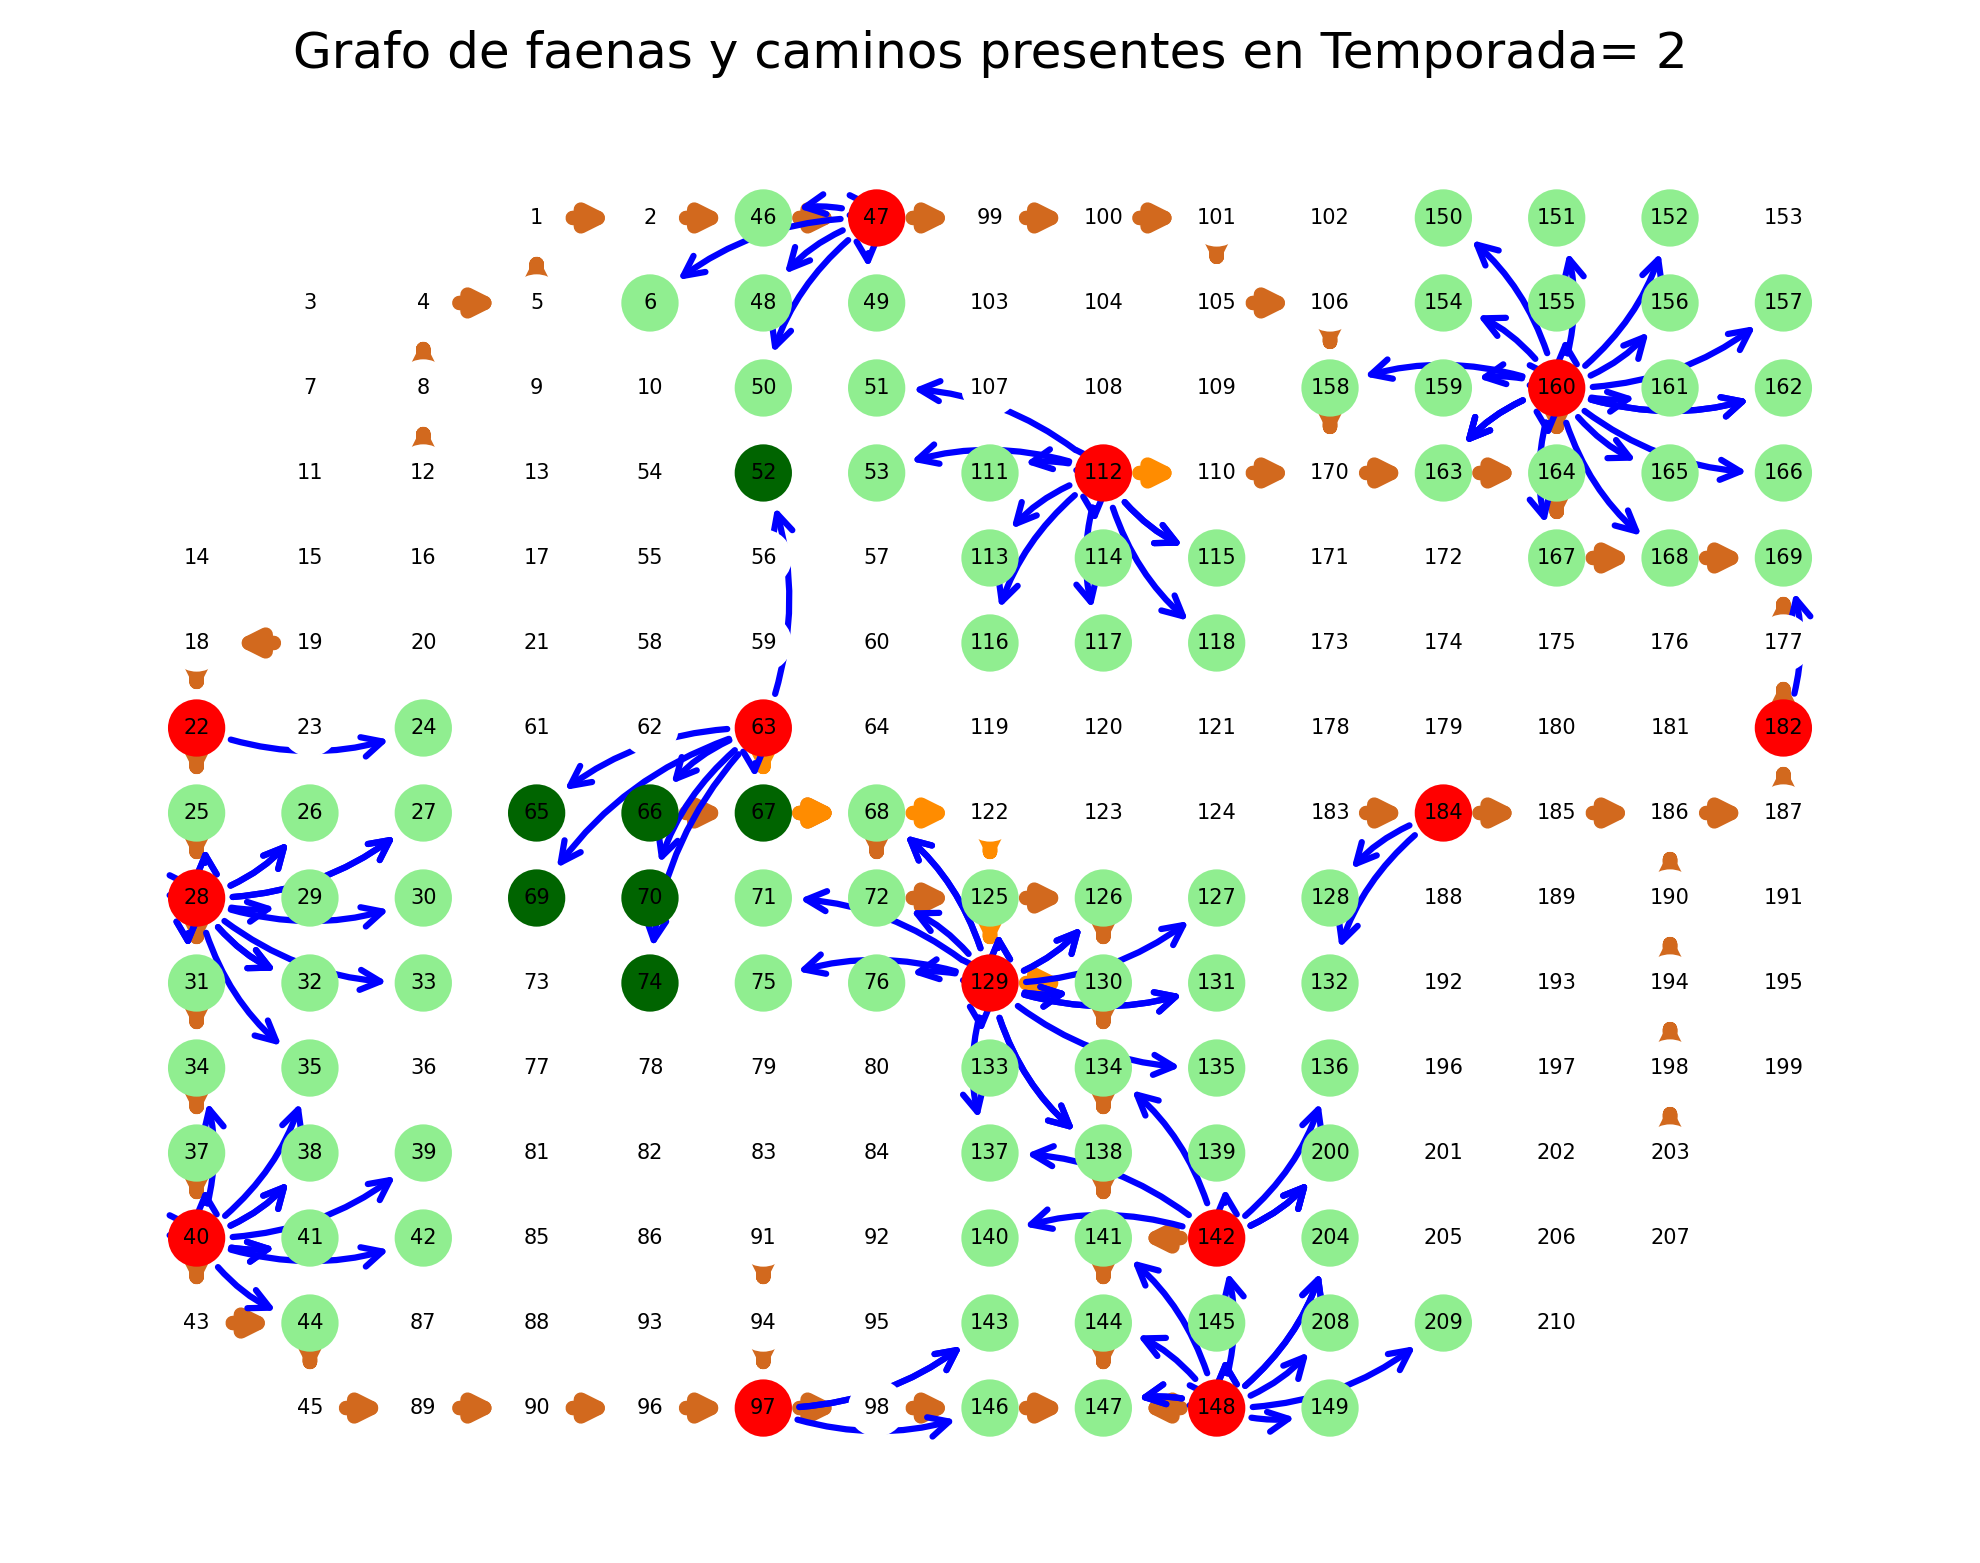 Grafo de faenas y caminos presentes en Temporada= 2
1 2 46 47 99 100 101 102 150 151 152 153
3 4 5 6 48 49 103 104 105 106 154 155 156 157
7 8 9 10 50 51 107 108 109 158 159 160 161 162
11 12 13 54 52 53 111 112 110 170 163 164 165 166
14 15 16 17 55 56 57 113 114 115 171 172 167 168 169
18 19 20 21 58 59 60 116 117 118 173 174 175 176 177
22 23 24 61 62 63 64 119 120 121 178 179 180 181 182
25 26 27 65 66 67 68 122 123 124 183 184 185 186 187
28 29 30 69 70 71 72 125 126 127 128 188 189 190 191
31 32 33 73 74 75 76 129 130 131 132 192 193 194 195
34 35 36 77 78 79 80 133 134 135 136 196 197 198 199
37 38 39 81 82 83 84 137 138 139 200 201 202 203
40 41 42 85 86 91 92 140 141 142 204 205 206 207
43 44 87 88 93 94 95 143 144 145 208 209 210
45 89 90 96 97 98 146 147 148 149